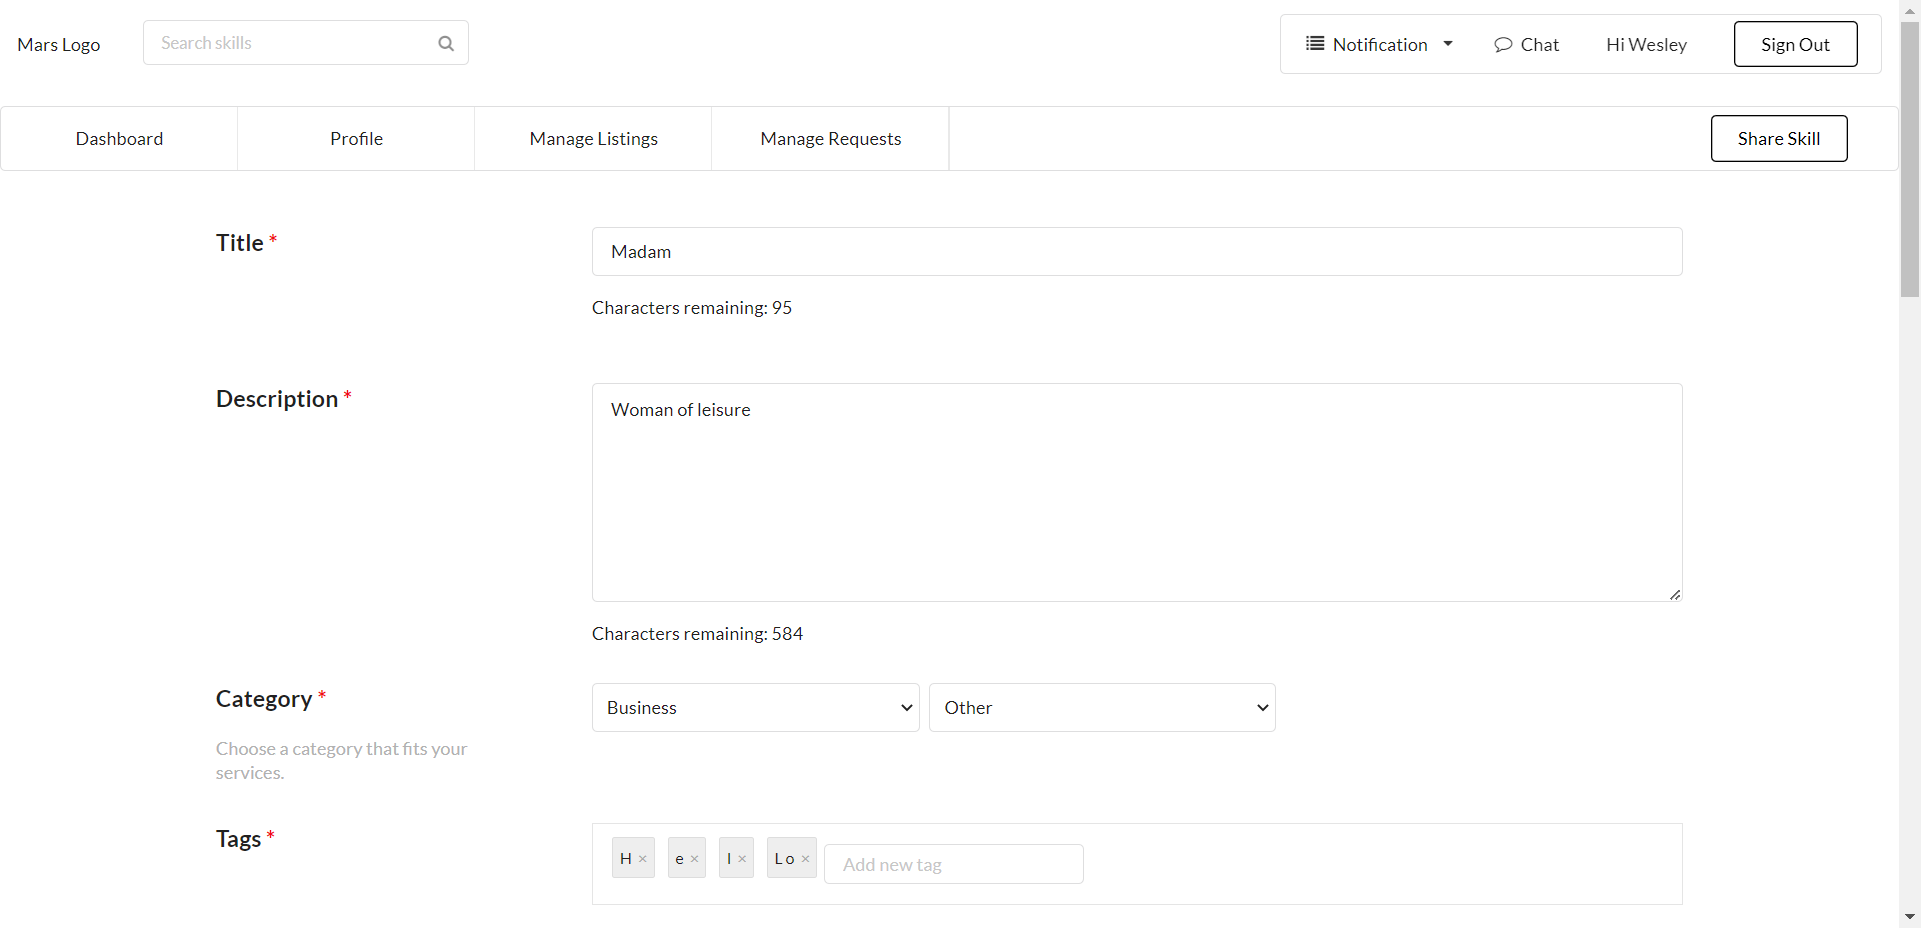 Mars Logo
Search skills
Notification
Chat
Hi Wesley
Sign Out
Dashboard
Profile
Manage Listings
Manage Requests
Share Skill
Title *
Madam
Characters remaining: 95
Description *
Woman of leisure
Characters remaining: 584
Category *
Business
Other
Choose a category that fits your
services.
Tags *
H ×
e ×
l ×
L o ×
Add new tag